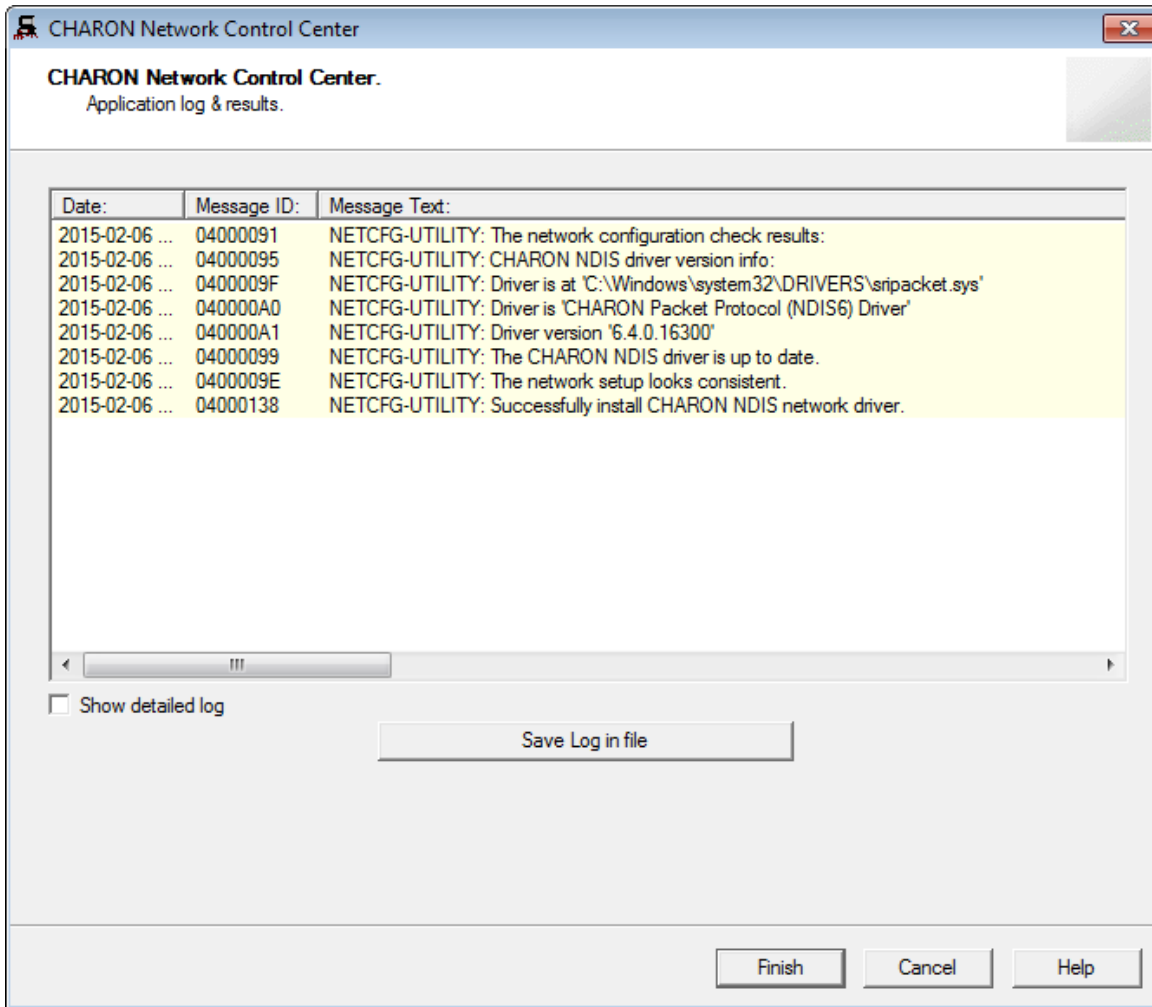 CHARON Network Control Center
CHARON Network Control Center.
Application log & results.
Date: Message ID: Message Text:
2015-02-06 ... 04000091 NETCFG-UTILITY: The network configuration check results:
2015-02-06 ... 04000095 NETCFG-UTILITY: CHARON NDIS driver version info:
2015-02-06 ... 0400009F NETCFG-UTILITY: Driver is at 'C:\Windows\system32\DRIVERS\sripacket.sys'
2015-02-06 ... 040000A0 NETCFG-UTILITY: Driver is 'CHARON Packet Protocol (NDIS6) Driver'
2015-02-06 ... 040000A1 NETCFG-UTILITY: Driver version '6.4.0.16300'
2015-02-06 ... 04000099 NETCFG-UTILITY: The CHARON NDIS driver is up to date.
2015-02-06 ... 0400009E NETCFG-UTILITY: The network setup looks consistent.
2015-02-06 ... 04000138 NETCFG-UTILITY: Successfully install CHARON NDIS network driver.
Show detailed log
Save Log in file
Finish Cancel Help